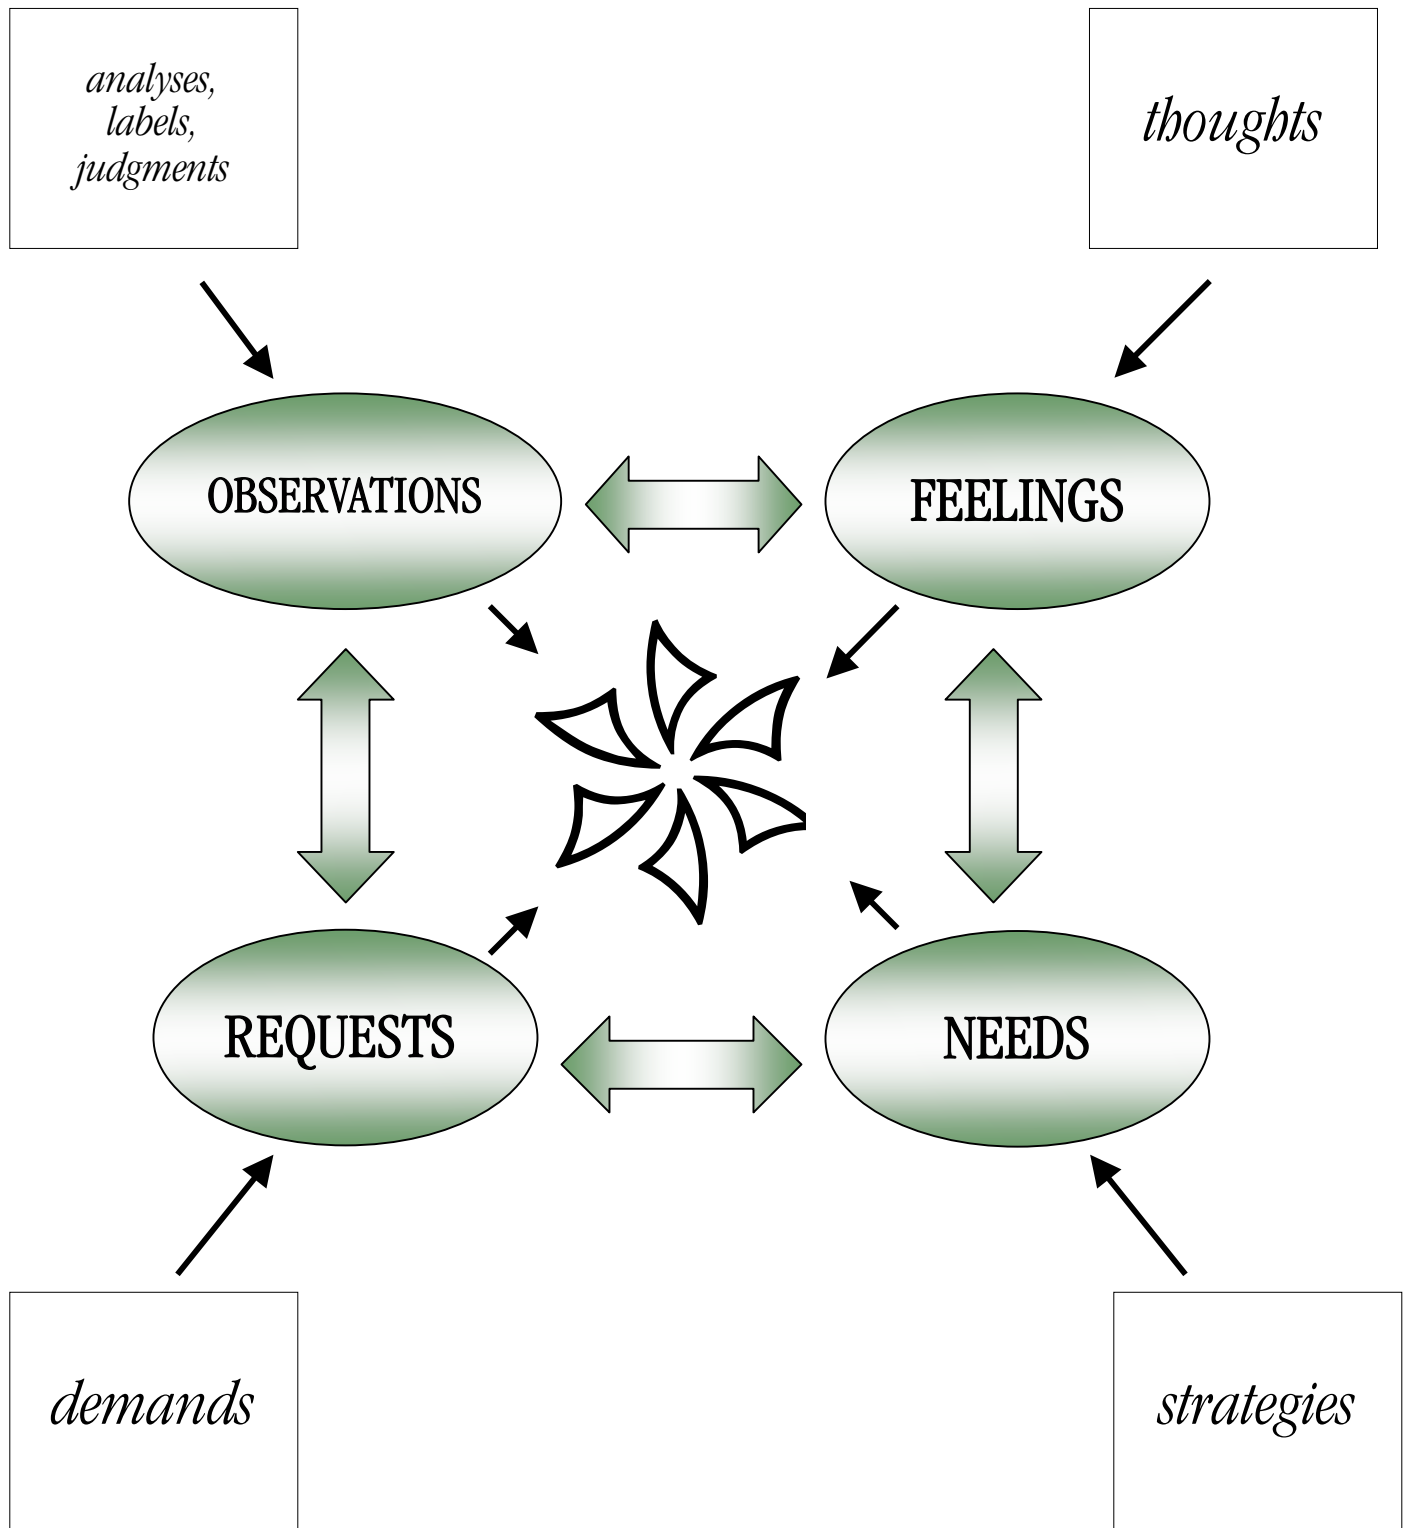 analyses,
labels,
judgments
thoughts
OBSERVATIONS
FEELINGS
REQUESTS
NEEDS
demands
strategies